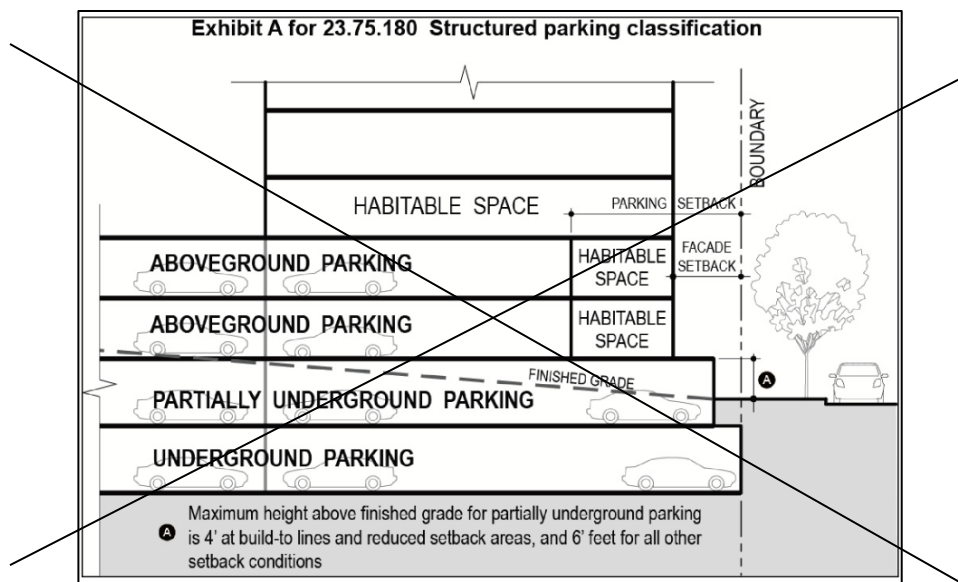 Exhibit A for 23.75.180 Structured parking classification
BOUNDARY
HABITABLE SPACE
PARKING SETBACK
ABOVEGROUND PARKING
HABITABLE
SPACE
FACADE
SETBACK
ABOVEGROUND PARKING
HABITABLE
SPACE
FINISHED GRADE
A
PARTIALLY UNDERGROUND PARKING
UNDERGROUND PARKING
A
Maximum height above finished grade for partially underground parking
is 4' at build-to lines and reduced setback areas, and 6' feet for all other
setback conditions